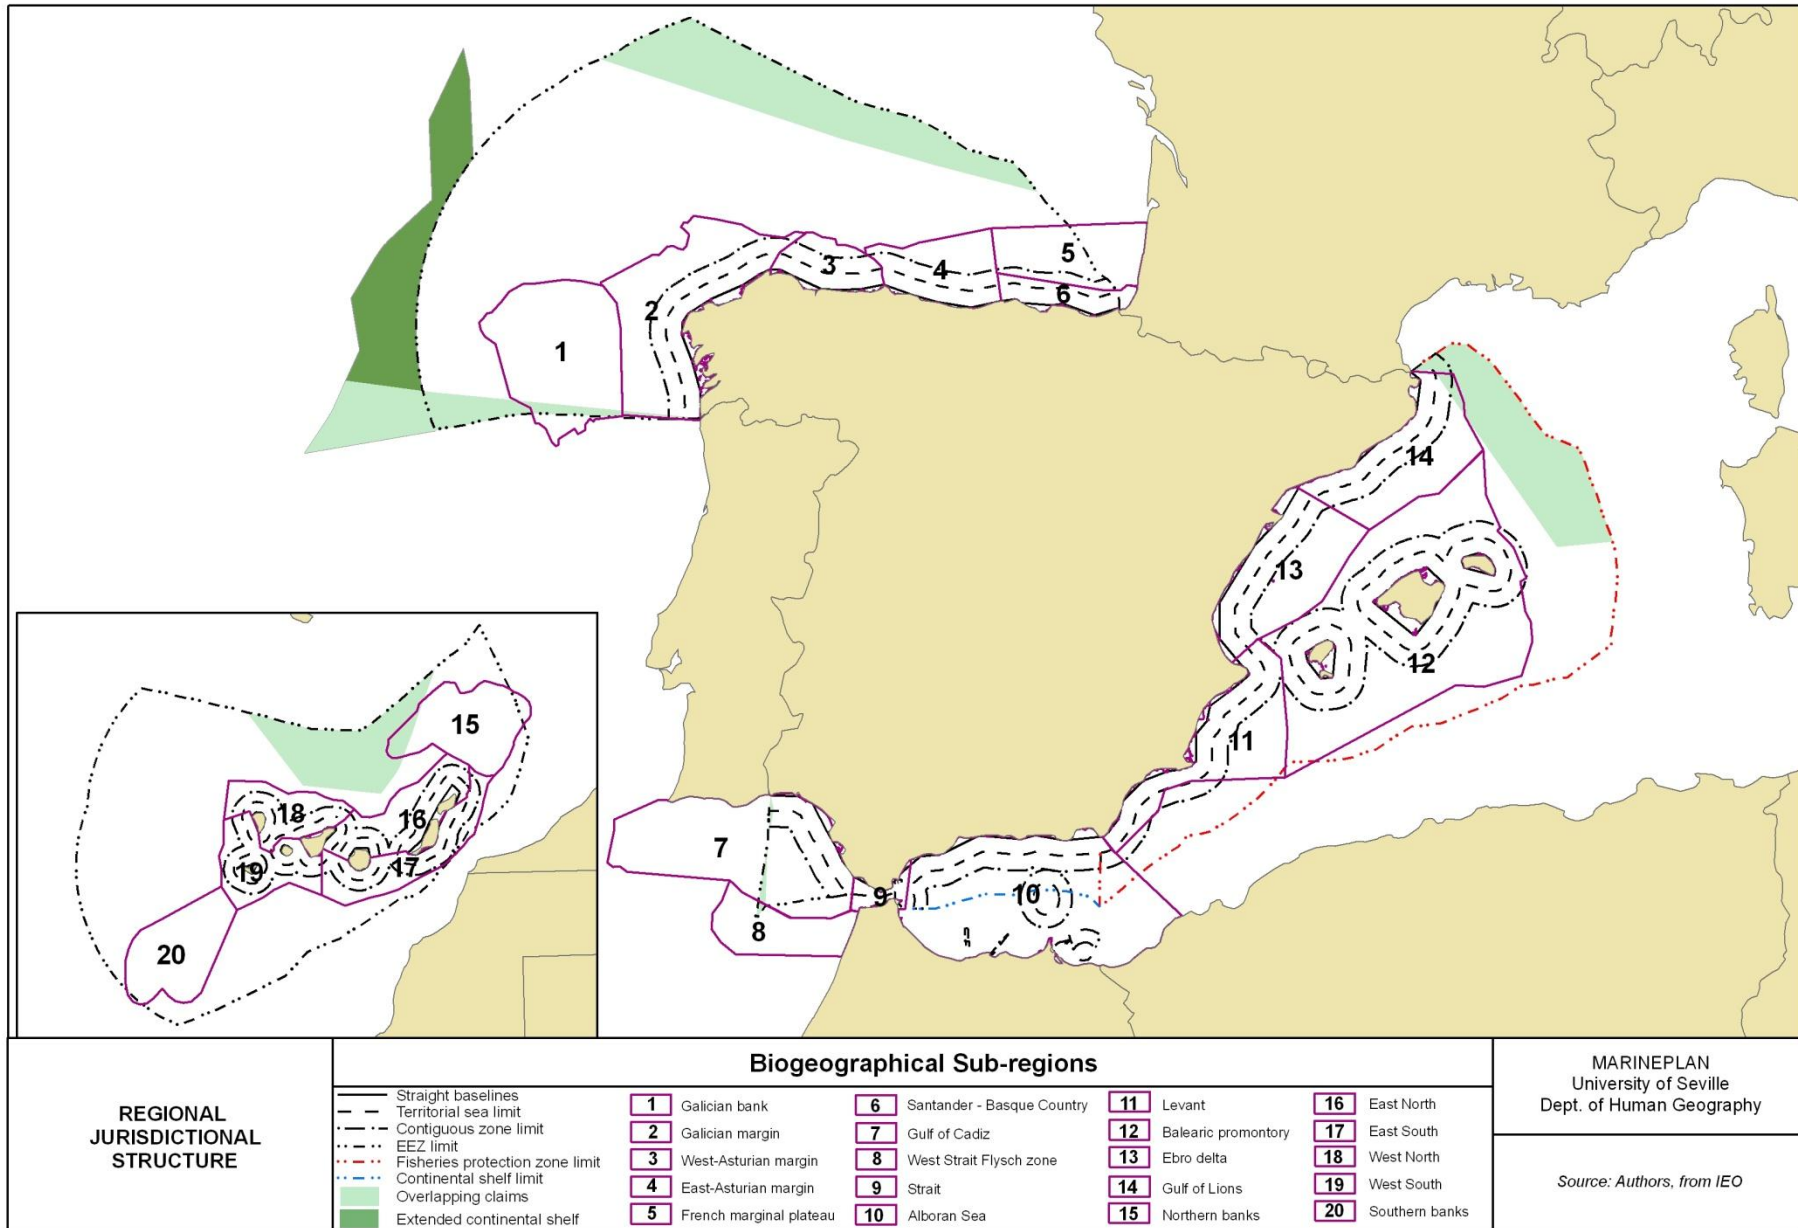 5
3
4
6
2
1
14
13
12
15
11
18
16
7
17
19
10
9
8
20
REGIONAL
JURISDICTIONAL
STRUCTURE
Biogeographical Sub-regions
Straight baselines
Territorial sea limit
Contiguous zone limit
EEZ limit
Fisheries protection zone limit
Continental shelf limit
Overlapping claims
Extended continental shelf
1 Galician bank
2 Galician margin
3 West-Asturian margin
4 East-Asturian margin
5 French marginal plateau
6 Santander - Basque Country
7 Gulf of Cadiz
8 West Strait Flysch zone
9 Strait
10 Alboran Sea
11 Levant
12 Balearic promontory
13 Ebro delta
14 Gulf of Lions
15 Northern banks
16 East North
17 East South
18 West North
19 West South
20 Southern banks
MARINEPLAN
University of Seville
Dept. of Human Geography
Source: Authors, from IEO